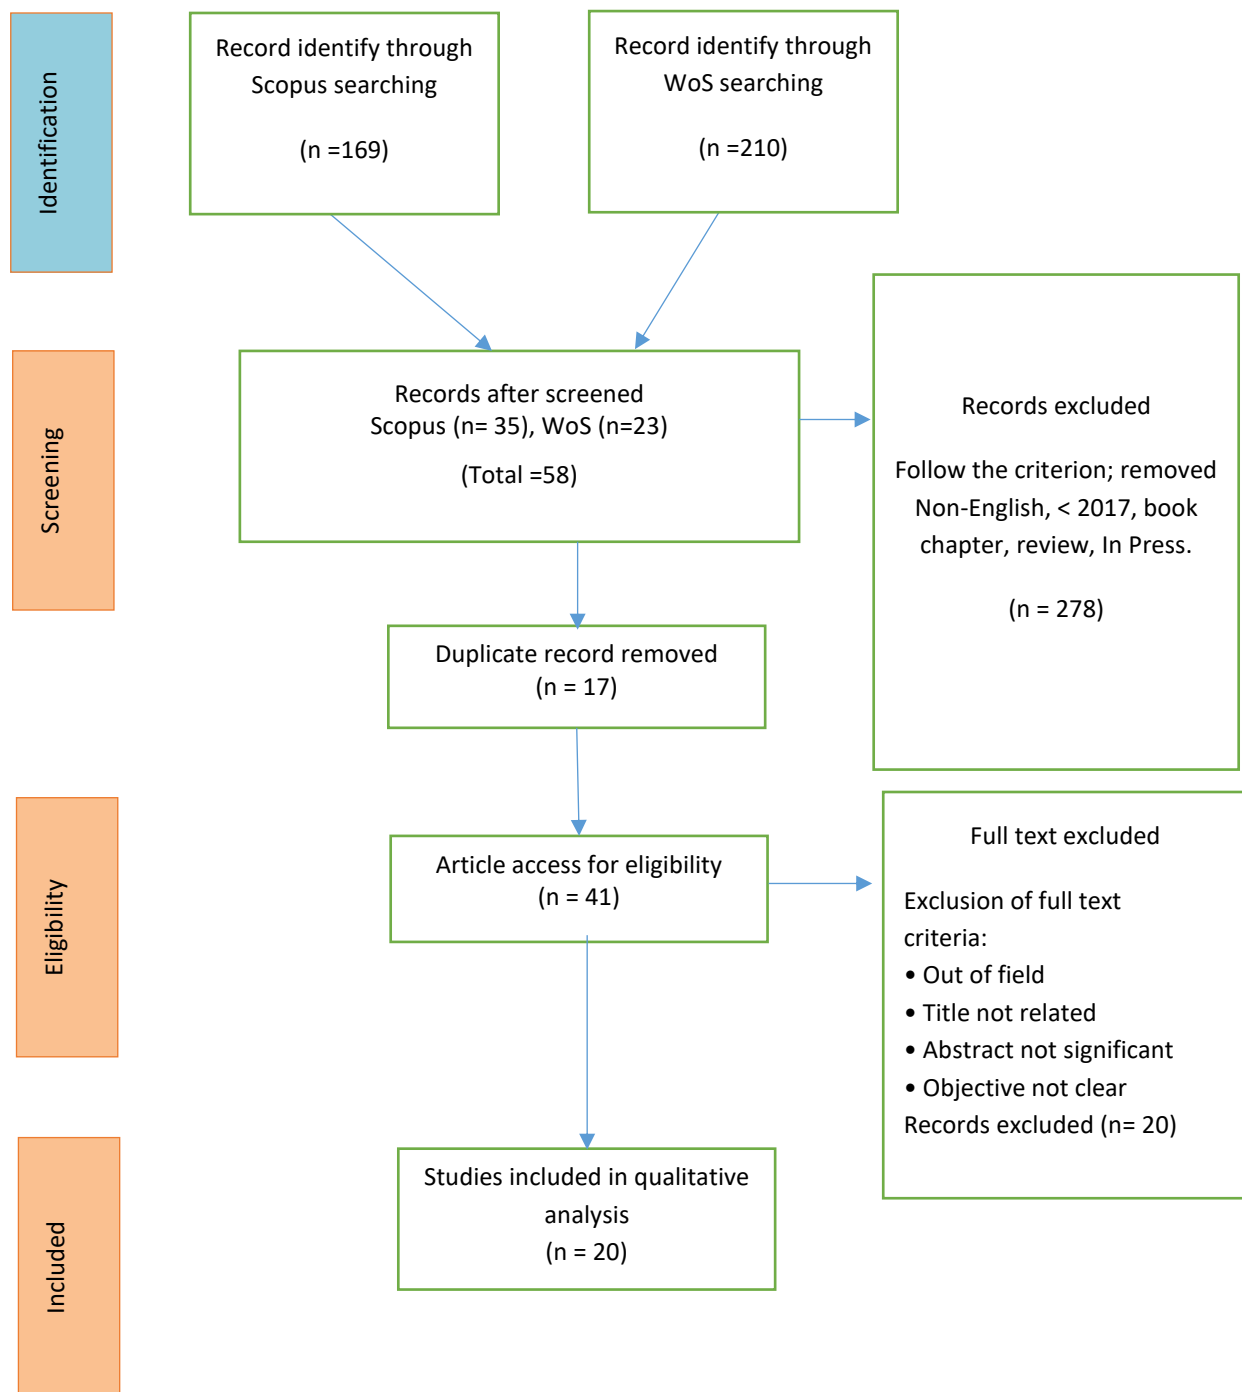 Identification
Record identify through
Scopus searching
(n =169)
Record identify through
WoS searching
(n =210)
Screening
Records after screened
Scopus (n= 35), WoS (n=23)
(Total =58)
Records excluded
Follow the criterion; removed
Non-English, < 2017, book
chapter, review, In Press.
(n = 278)
Duplicate record removed
(n = 17)
Eligibility
Article access for eligibility
(n = 41)
Full text excluded
Exclusion of full text
criteria:
• Out of field
• Title not related
• Abstract not significant
• Objective not clear
Records excluded (n= 20)
Included
Studies included in qualitative
analysis
(n = 20)